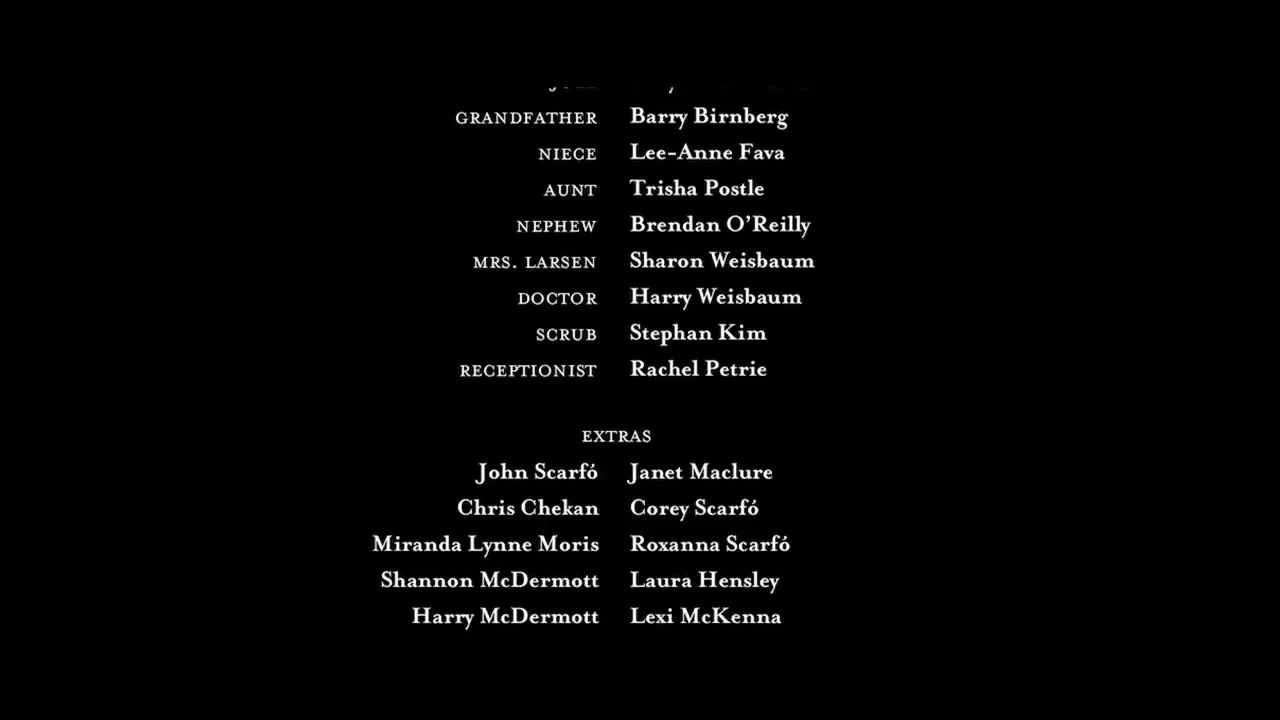 GRANDFATHER Barry Birnberg
NIECE Lee-Anne Fava
AUNT Trisha Postle
NEPHEW Brendan O'Reilly
MRS. LARSEN Sharon Weisbaum
DOCTOR Harry Weisbaum
SCRUB Stephan Kim
RECEPTIONIST Rachel Petrie
EXTRAS
John Scarfó Janet Maclure
Chris Chekan Corey Scarfó
Miranda Lynne Moris Roxanna Scarfó
Shannon McDermott Laura Hensley
Harry McDermott Lexi McKenna